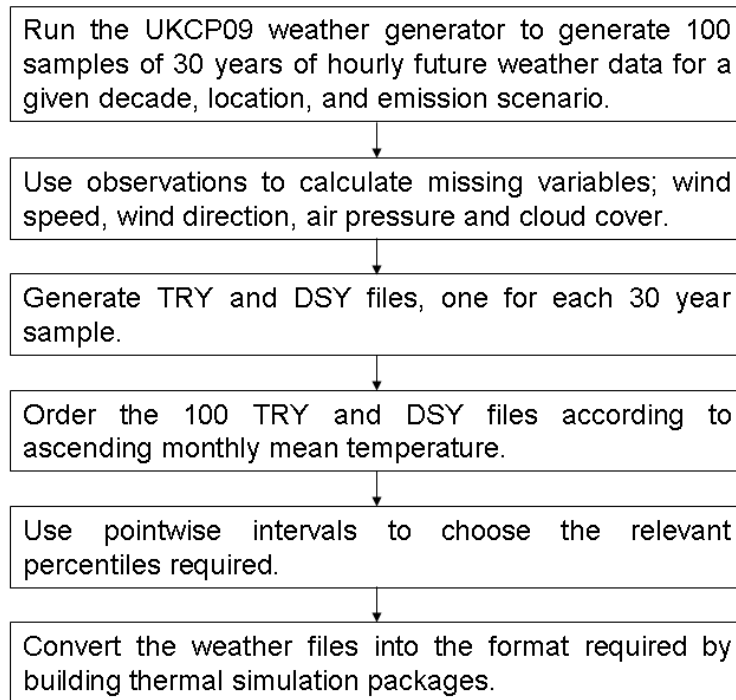 Run the UKCP09 weather generator to generate 100
samples of 30 years of hourly future weather data for a
given decade, location, and emission scenario.
Use observations to calculate missing variables; wind
speed, wind direction, air pressure and cloud cover.
Generate TRY and DSY files, one for each 30 year
sample.
Order the 100 TRY and DSY files according to
ascending monthly mean temperature.
Use pointwise intervals to choose the relevant
percentiles required.
Convert the weather files into the format required by
building thermal simulation packages.